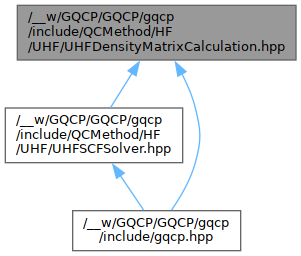 /__w/GQCP/GQCP/gqcp
/include/QCMethod/HF
/UHF/UHFDensityMatrixCalculation.hpp
/__w/GQCP/GQCP/gqcp
/include/QCMethod/HF
/UHF/UHFSCFSolver.hpp
/__w/GQCP/GQCP/gqcp
/include/gqcp.hpp